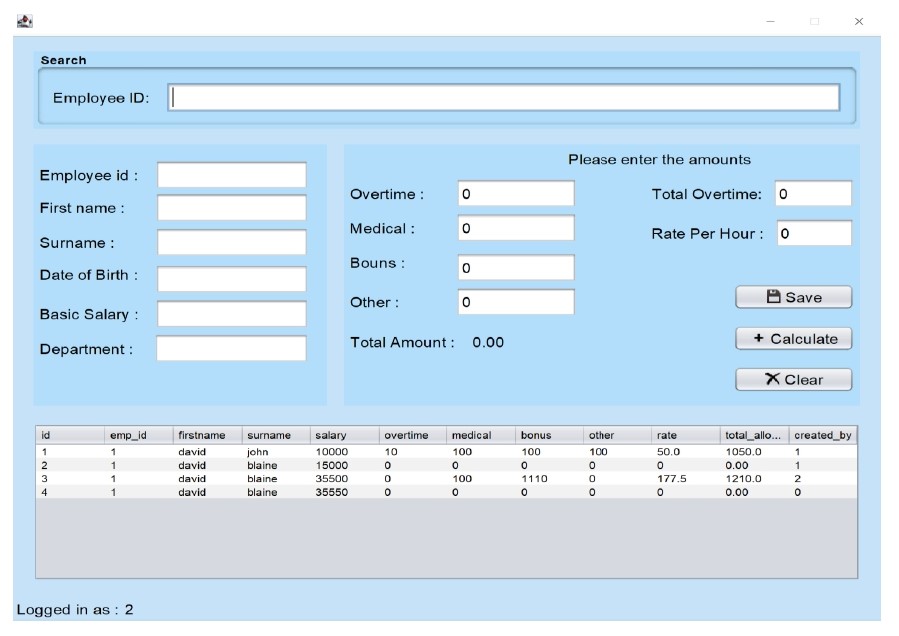 Search
Employee ID:
Employee id :
First name :
Surname :
Date of Birth :
Basic Salary :
Department :
Please enter the amounts
Overtime : 0
Medical : 0
Bouns : 0
Other : 0
Total Amount : 0.00
Total Overtime: 0
Rate Per Hour : 0
Save
+ Calculate
Clear
id emp_id firstname surname salary overtime medical bonus other rate total_allo... created_by
1 1 david john 10000 10 100 100 100 50.0 1050.0 1
2 1 david blaine 15000 0 0 0 0 0 0.00 1
3 1 david blaine 35500 0 100 1110 0 177.5 1210.0 2
4 1 david blaine 35550 0 0 0 0 0 0.00 0
Logged in as : 2